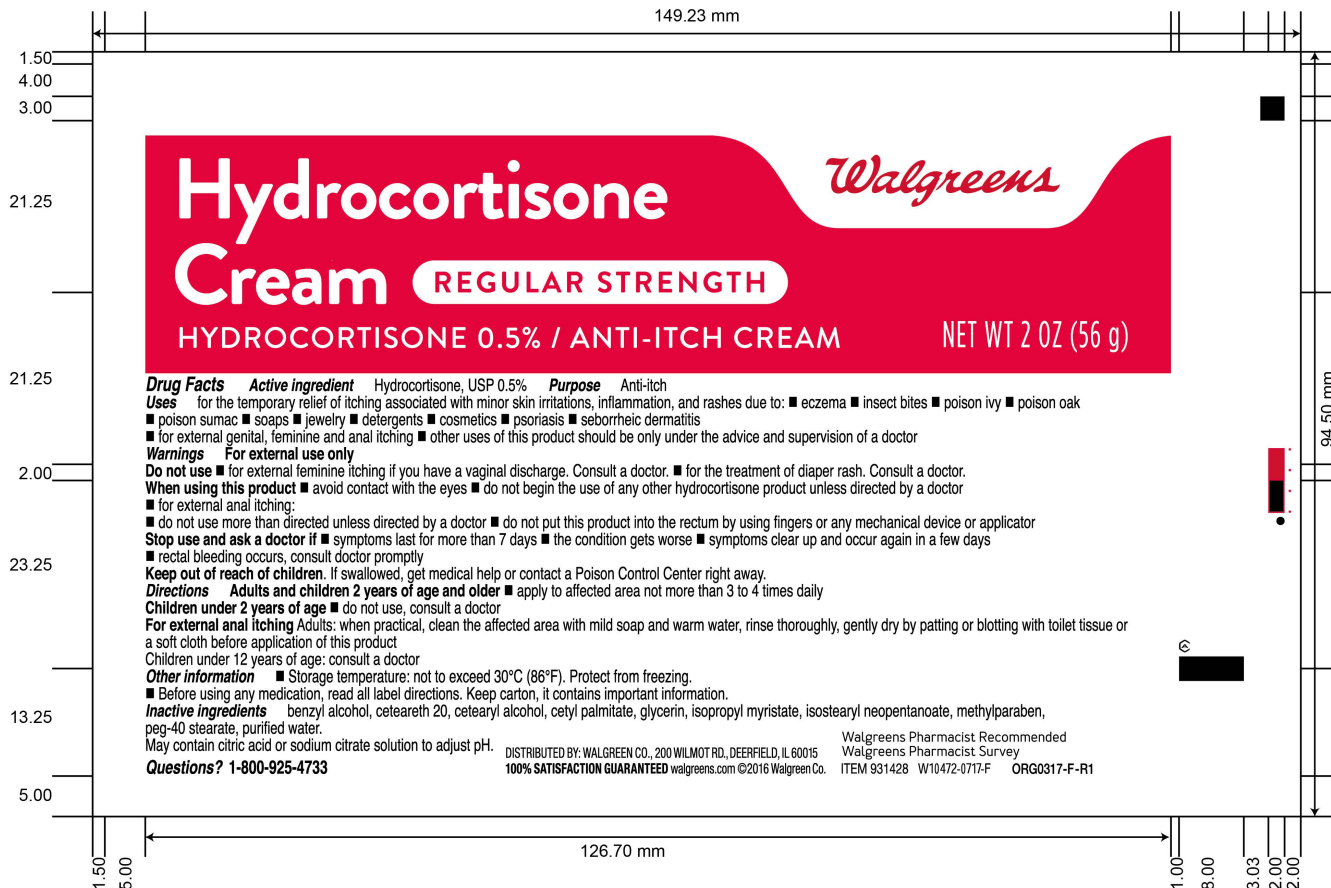 149.23 mm
1.50
4.00
3.00
21.25
21.25
2.00
23.25
13.25
5.00
Walgreens
Hydrocortisone
Cream REGULAR STRENGTH
HYDROCORTISONE 0.5% / ANTI-ITCH CREAM NET WT 2 OZ (56 g)
Drug Facts Active ingredient Hydrocortisone, USP 0.5% Purpose Anti-itch
Uses for the temporary relief of itching associated with minor skin irritations, inflammation, and rashes due to: ■ eczema ■ insect bites ■ poison ivy ■ poison oak
■ poison sumac ■ soaps ■ jewelry ■ detergents ■ cosmetics ■ psoriasis ■ seborrheic dermatitis
■ for external genital, feminine and anal itching ■ other uses of this product should be only under the advice and supervision of a doctor
Warnings For external use only
Do not use ■ for external feminine itching if you have a vaginal discharge. Consult a doctor. ■ for the treatment of diaper rash. Consult a doctor.
When using this product ■ avoid contact with the eyes ■ do not begin the use of any other hydrocortisone product unless directed by a doctor
■ for external anal itching:
■ do not use more than directed unless directed by a doctor ■ do not put this product into the rectum by using fingers or any mechanical device or applicator
Stop use and ask a doctor if ■ symptoms last for more than 7 days ■ the condition gets worse ■ symptoms clear up and occur again in a few days
■ rectal bleeding occurs, consult doctor promptly
Keep out of reach of children. If swallowed, get medical help or contact a Poison Control Center right away.
Directions Adults and children 2 years of age and older ■ apply to affected area not more than 3 to 4 times daily
Children under 2 years of age ■ do not use, consult a doctor
For external anal itching Adults: when practical, clean the affected area with mild soap and warm water, rinse thoroughly, gently dry by patting or blotting with toilet tissue or
a soft cloth before application of this product
Children under 12 years of age: consult a doctor
Other information ■ Storage temperature: not to exceed 30°C (86°F). Protect from freezing.
■ Before using any medication, read all label directions. Keep carton, it contains important information.
Inactive ingredients benzyl alcohol, ceteareth 20, cetearyl alcohol, cetyl palmitate, glycerin, isopropyl myristate, isostearyl neopentanoate, methylparaben,
peg-40 stearate, purified water.
May contain citric acid or sodium citrate solution to adjust pH.
Questions? 1-800-925-4733
DISTRIBUTED BY: WALGREEN CO., 200 WILMOT RD., DEERFIELD, IL 60015
100% SATISFACTION GUARANTEED walgreens.com ©2016 Walgreen Co.
Walgreens Pharmacist Recommended
Walgreens Pharmacist Survey
ITEM 931428 W10472-0717-F ORG0317-F-R1
94.50 mm
126.70 mm
1.50
5.00
1.00
8.00
3.03
2.00
2.00